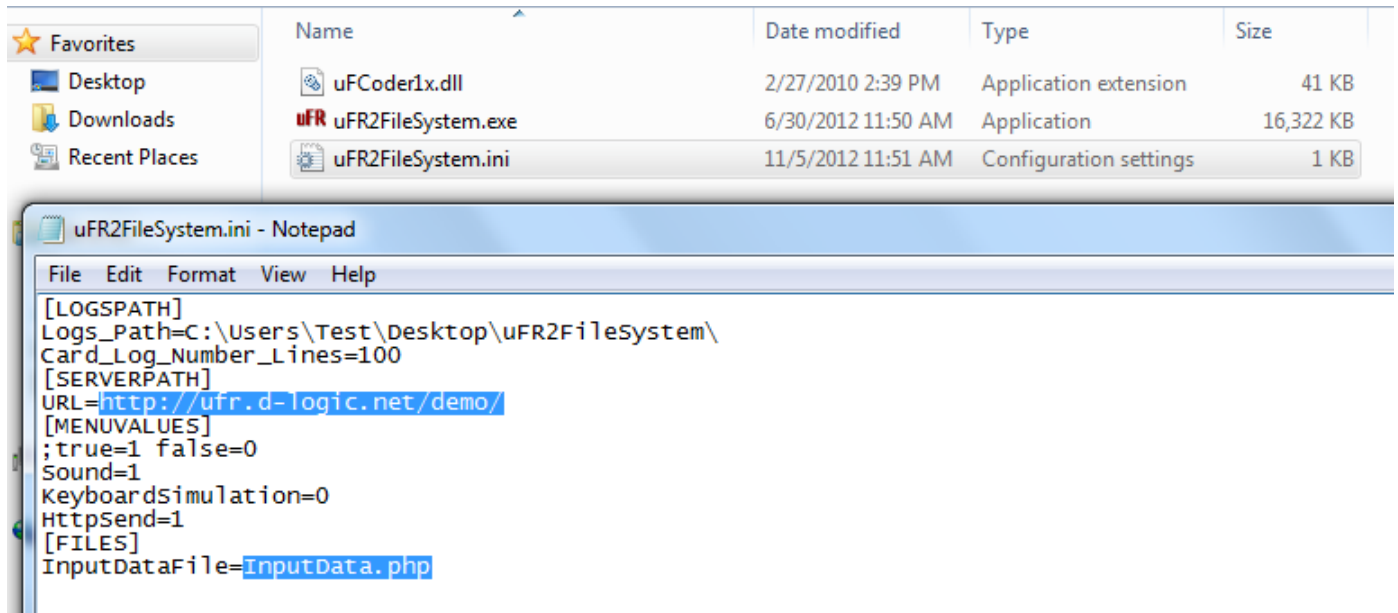 Favorites
Name Date modified Type Size
Desktop
uFCoder1x.dll 2/27/2010 2:39 PM Application extension 41 KB
Downloads
uFR uFR2FileSystem.exe 6/30/2012 11:50 AM Application 16,322 KB
Recent Places
uFR2FileSystem.ini 11/5/2012 11:51 AM Configuration settings 1 KB
uFR2FileSystem.ini - Notepad
File Edit Format View Help
[LOGSPATH]
Logs_Path=C:\Users\Test\Desktop\uFR2FileSystem\
Card_Log_Number_Lines=100
[SERVERPATH]
URL=http://ufr.d-logic.net/demo/
[MENUVALUES]
;true=1 false=0
Sound=1
KeyboardSimulation=0
HttpSend=1
[FILES]
InputDataFile=InputData.php